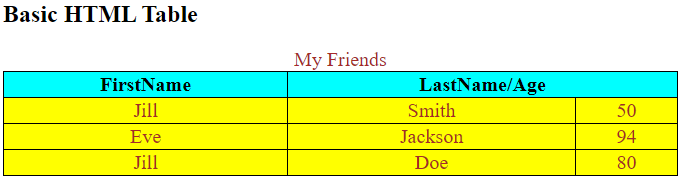 Basic HTML Table
My Friends
FirstName LastName/Age
Jill Smith 50
Eve Jackson 94
Jill Doe 80